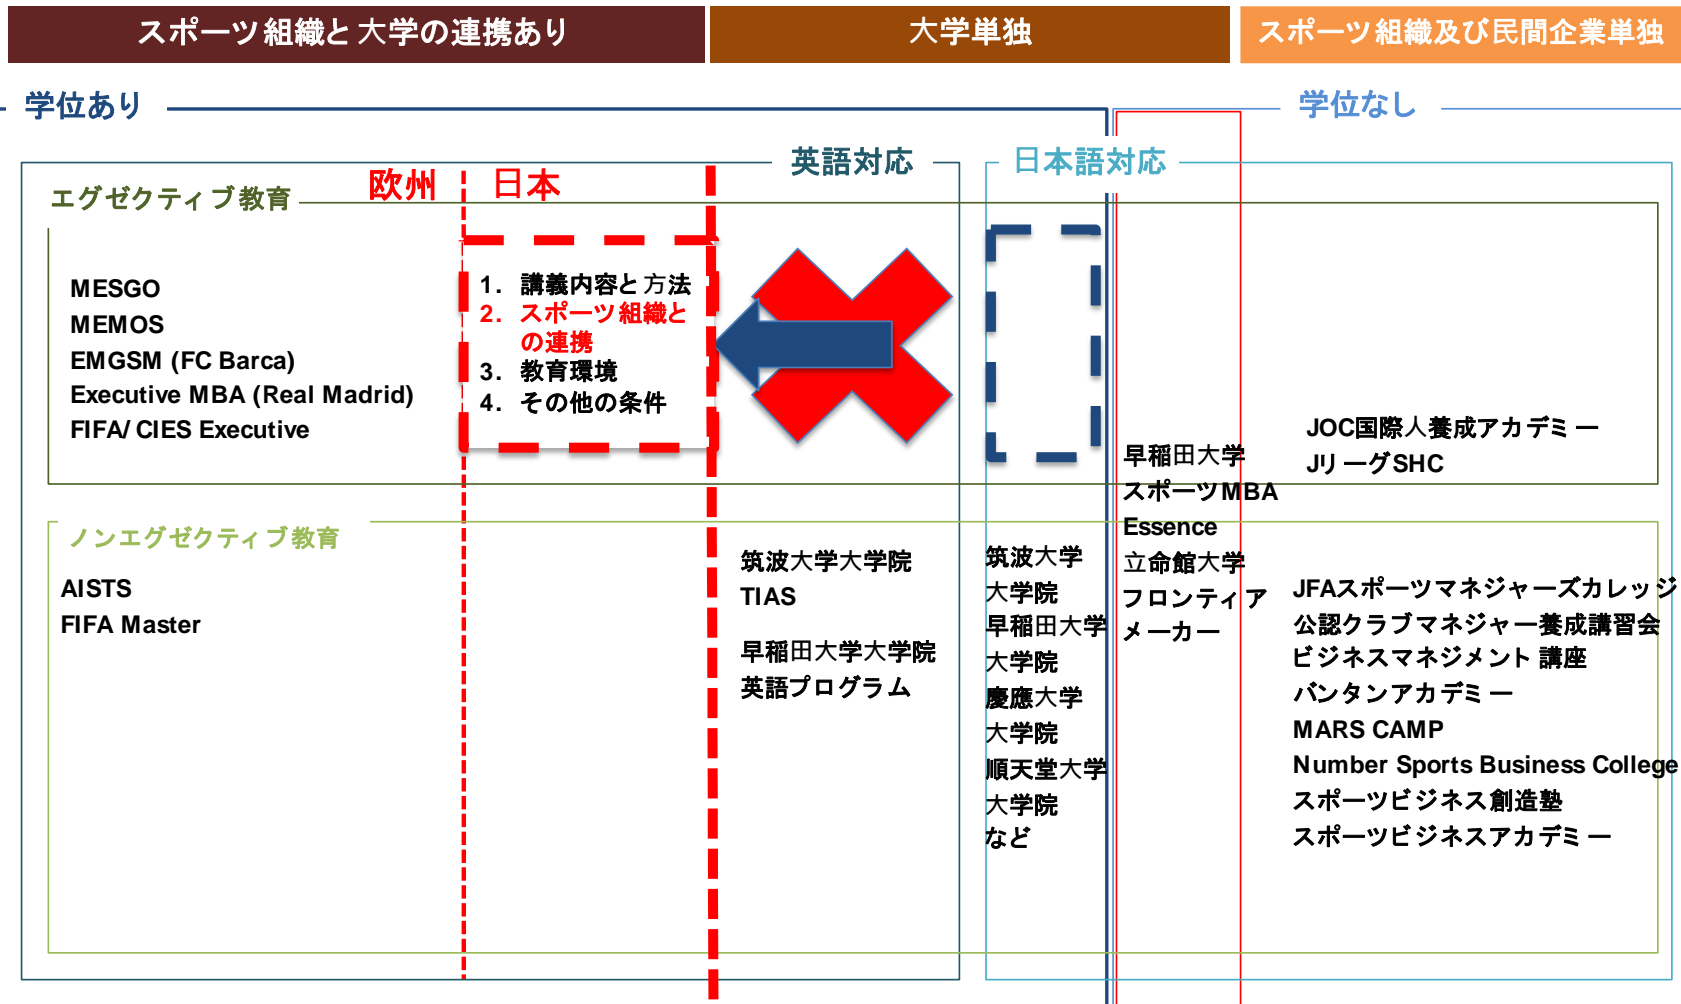 スポーツ組織と大学の連携あり
大学単独
スポーツ組織及び民間企業単独
学位あり
学位なし
英語対応
日本語対応
エグゼクティブ教育
欧州
日本
MESGO
MEMOS
EMGSM (FC Barca)
Executive MBA (Real Madrid)
FIFA/ CIES Executive
1. 講義内容と方法
2. スポーツ組織と
の連携
3. 教育環境
4. その他の条件
早稲田大学
スポーツMBA
Essence
立命館大学
フロンティア
メーカー
JOC国際人養成アカデミー
JリーグSHC
ノンエグゼクティブ教育
AISTS
FIFA Master
筑波大学大学院
TIAS
早稲田大学大学院
英語プログラム
筑波大学
大学院
早稲田大学
大学院
慶應大学
大学院
順天堂大学
大学院
など
JFAスポーツマネジャーズカレッジ
公認クラブマネジャー養成講習会
ビジネスマネジメント講座
バンタンアカデミー
MARS CAMP
Number Sports Business College
スポーツビジネス創造塾
スポーツビジネスアカデミー